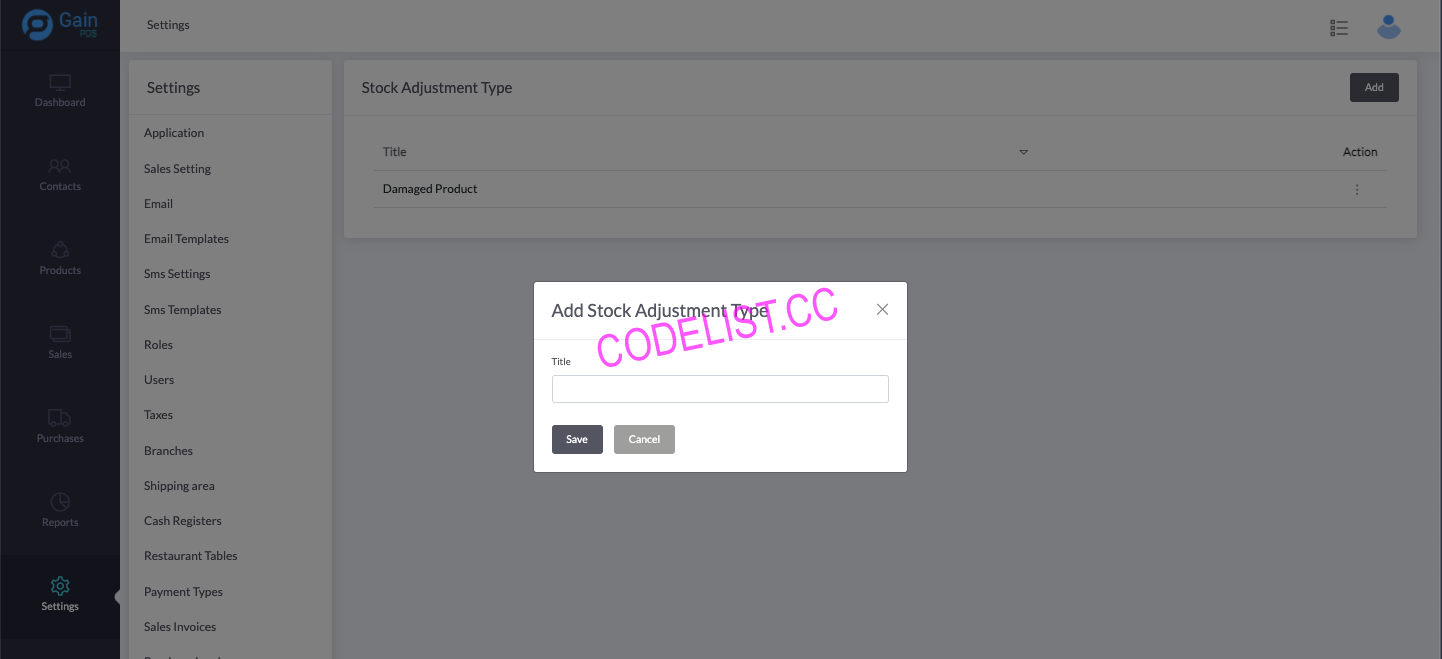 Gain
POS
Settings
Dashboard
Contacts
Products
Sales
Purchases
Reports
Settings
Settings
Application
Sales Setting
Email
Email Templates
Sms Settings
Sms Templates
Roles
Users
Taxes
Branches
Shipping area
Cash Registers
Restaurant Tables
Payment Types
Sales Invoices
Stock Adjustment Type
Add
Title
Action
Damaged Product
Add Stock Adjustment Type
CODELIST.CC
Title
Save
Cancel